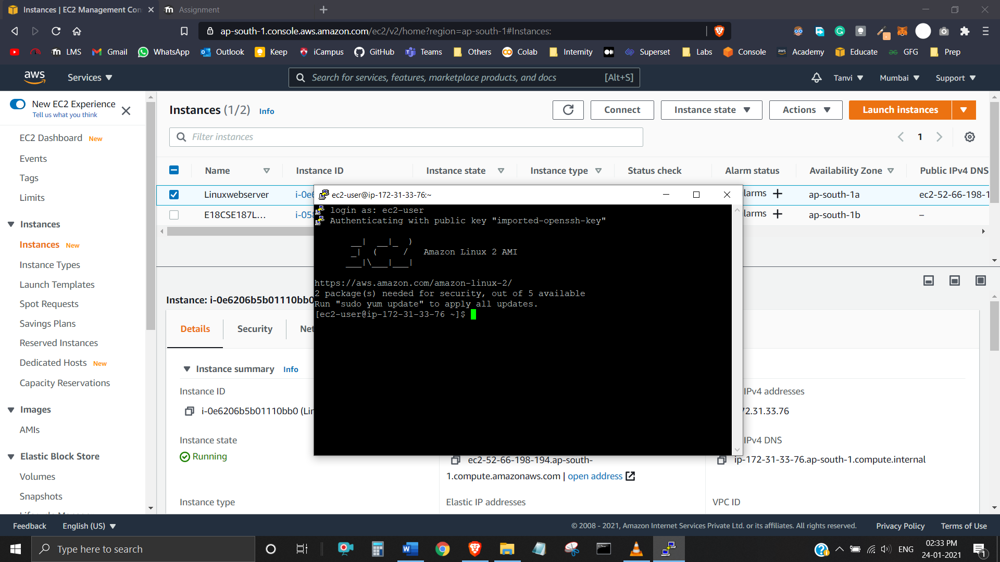 Instances | EC2 Management Con
Assignment
ap-south-1.console.aws.amazon.com/ec2/v2/home?region=ap-south-1#Instances:
LMS Gmail WhatsApp Outlook Keep iCampus GitHub Teams Others Colab Internity Superset Labs Console Academy Educate GFG Prep
aws Services Search for services, features, marketplace products, and docs [Alt+S] Tanvi Mumbai Support
New EC2 Experience
Tell us what you think
EC2 Dashboard New
Events
Tags
Limits
Instances
Instances New
Instance Types
Launch Templates
Spot Requests
Savings Plans
Reserved Instances
Dedicated Hosts New
Capacity Reservations
Images
AMIs
Elastic Block Store
Volumes
Snapshots
Instances (1/2) Info
Connect Instance state Actions Launch instances
Filter instances
1
Name Instance ID Instance state Instance type Status check Alarm status Availability Zone Public IPv4 DNS
Linuxwebserver i-0e6 larms + ap-south-1a ec2-52-66-198-1
E18CSE187L... i-058 larms + ap-south-1b –
ec2-user@ip-172-31-33-76:~
login as: ec2-user
Authenticating with public key "imported-openssh-key"
__| __|_ )
_| ( / Amazon Linux 2 AMI
___|\___|___|
https://aws.amazon.com/amazon-linux-2/
2 package(s) needed for security, out of 5 available
Run "sudo yum update" to apply all updates.
[ec2-user@ip-172-31-33-76 ~]$
Instance: i-0e6206b5b01110bb0
Details Security Net
Instance summary Info
Instance ID
i-0e6206b5b01110bb0 (Lin
IPv4 addresses
72.31.33.76
Instance state
Running
ec2-52-66-198-194.ap-south-
1.compute.amazonaws.com | open address
IPv4 DNS
ip-172-31-33-76.ap-south-1.compute.internal
Instance type
Elastic IP addresses
VPC ID
Feedback English (US) © 2008 - 2021, Amazon Internet Services Private Ltd. or its affiliates. All rights reserved. Privacy Policy Terms of Use
Type here to search
ENG
02:33 PM
24-01-2021
1